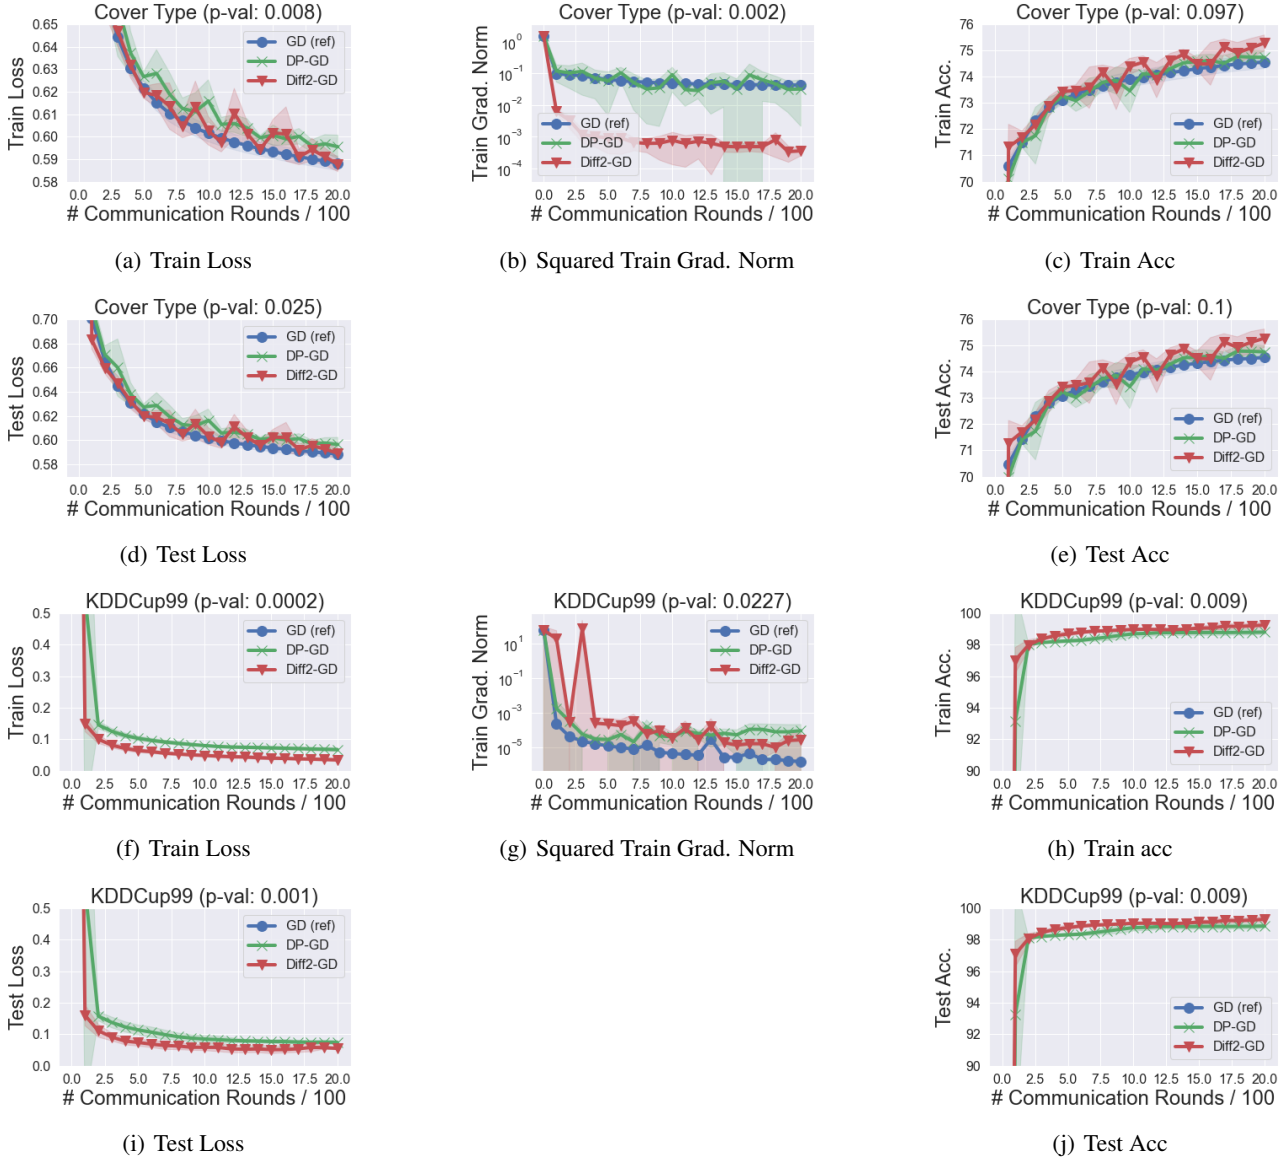 Cover Type (p-val: 0.008)
Train Loss
0.65
0.64
0.63
0.62
0.61
0.60
0.59
0.58
GD (ref)
DP-GD
Diff2-GD
0.0 2.5 5.0 7.5 10.0 12.5 15.0 17.5 20.0
# Communication Rounds / 100
(a) Train Loss
Cover Type (p-val: 0.002)
Train Grad. Norm
10^0
10^-1
10^-2
10^-3
10^-4
GD (ref)
DP-GD
Diff2-GD
0.0 2.5 5.0 7.5 10.0 12.5 15.0 17.5 20.0
# Communication Rounds / 100
(b) Squared Train Grad. Norm
Cover Type (p-val: 0.097)
Train Acc.
76
75
74
73
72
71
70
GD (ref)
DP-GD
Diff2-GD
0.0 2.5 5.0 7.5 10.0 12.5 15.0 17.5 20.0
# Communication Rounds / 100
(c) Train Acc
Cover Type (p-val: 0.025)
Test Loss
0.70
0.68
0.66
0.64
0.62
0.60
0.58
GD (ref)
DP-GD
Diff2-GD
0.0 2.5 5.0 7.5 10.0 12.5 15.0 17.5 20.0
# Communication Rounds / 100
(d) Test Loss
Cover Type (p-val: 0.1)
Test Acc.
76
75
74
73
72
71
70
GD (ref)
DP-GD
Diff2-GD
0.0 2.5 5.0 7.5 10.0 12.5 15.0 17.5 20.0
# Communication Rounds / 100
(e) Test Acc
KDDCup99 (p-val: 0.0002)
Train Loss
0.5
0.4
0.3
0.2
0.1
0.0
GD (ref)
DP-GD
Diff2-GD
0.0 2.5 5.0 7.5 10.0 12.5 15.0 17.5 20.0
# Communication Rounds / 100
(f) Train Loss
KDDCup99 (p-val: 0.0227)
Train Grad. Norm
10^1
10^-1
10^-3
10^-5
GD (ref)
DP-GD
Diff2-GD
0.0 2.5 5.0 7.5 10.0 12.5 15.0 17.5 20.0
# Communication Rounds / 100
(g) Squared Train Grad. Norm
KDDCup99 (p-val: 0.009)
Train Acc.
100
98
96
94
92
90
GD (ref)
DP-GD
Diff2-GD
0.0 2.5 5.0 7.5 10.0 12.5 15.0 17.5 20.0
# Communication Rounds / 100
(h) Train acc
KDDCup99 (p-val: 0.001)
Test Loss
0.5
0.4
0.3
0.2
0.1
0.0
GD (ref)
DP-GD
Diff2-GD
0.0 2.5 5.0 7.5 10.0 12.5 15.0 17.5 20.0
# Communication Rounds / 100
(i) Test Loss
KDDCup99 (p-val: 0.009)
Test Acc.
100
98
96
94
92
90
GD (ref)
DP-GD
Diff2-GD
0.0 2.5 5.0 7.5 10.0 12.5 15.0 17.5 20.0
# Communication Rounds / 100
(j) Test Acc